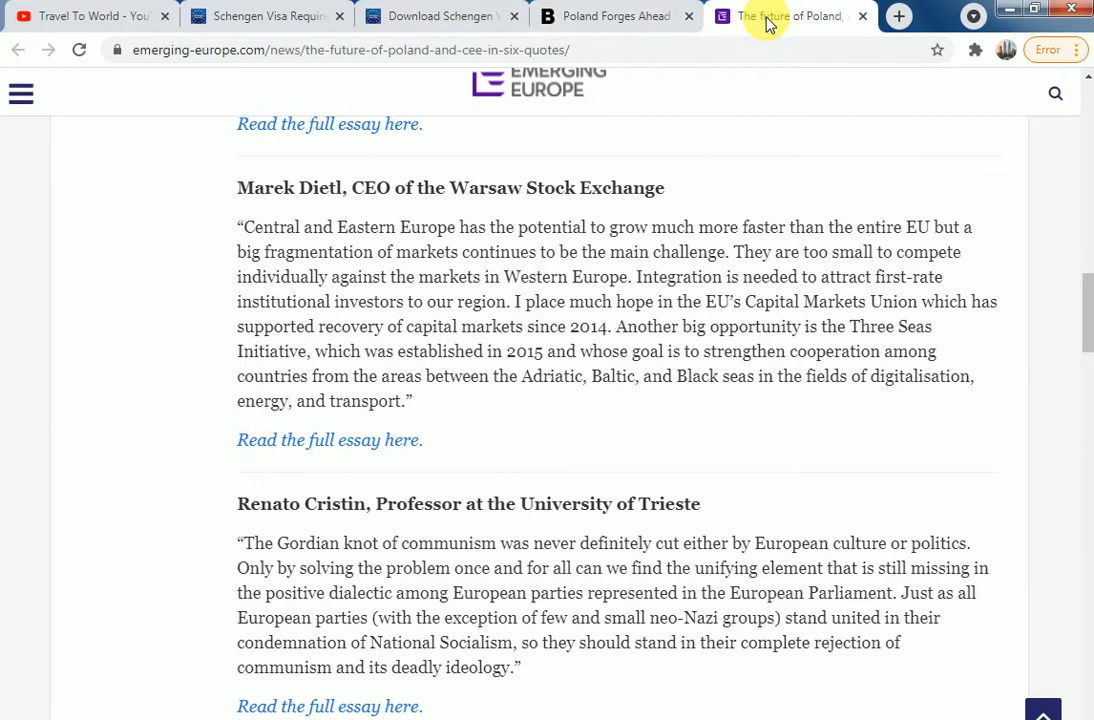 Travel To World - You
Schengen Visa Require
Download Schengen V
Poland Forges Ahead
The future of Poland,
emerging-europe.com/news/the-future-of-poland-and-cee-in-six-quotes/
Error
EMERGING
EUROPE
Read the full essay here.
Marek Dietl, CEO of the Warsaw Stock Exchange
“Central and Eastern Europe has the potential to grow much more faster than the entire EU but a
big fragmentation of markets continues to be the main challenge. They are too small to compete
individually against the markets in Western Europe. Integration is needed to attract first-rate
institutional investors to our region. I place much hope in the EU’s Capital Markets Union which has
supported recovery of capital markets since 2014. Another big opportunity is the Three Seas
Initiative, which was established in 2015 and whose goal is to strengthen cooperation among
countries from the areas between the Adriatic, Baltic, and Black seas in the fields of digitalisation,
energy, and transport.”
Read the full essay here.
Renato Cristin, Professor at the University of Trieste
“The Gordian knot of communism was never definitely cut either by European culture or politics.
Only by solving the problem once and for all can we find the unifying element that is still missing in
the positive dialectic among European parties represented in the European Parliament. Just as all
European parties (with the exception of few and small neo-Nazi groups) stand united in their
condemnation of National Socialism, so they should stand in their complete rejection of
communism and its deadly ideology.”
Read the full essay here.